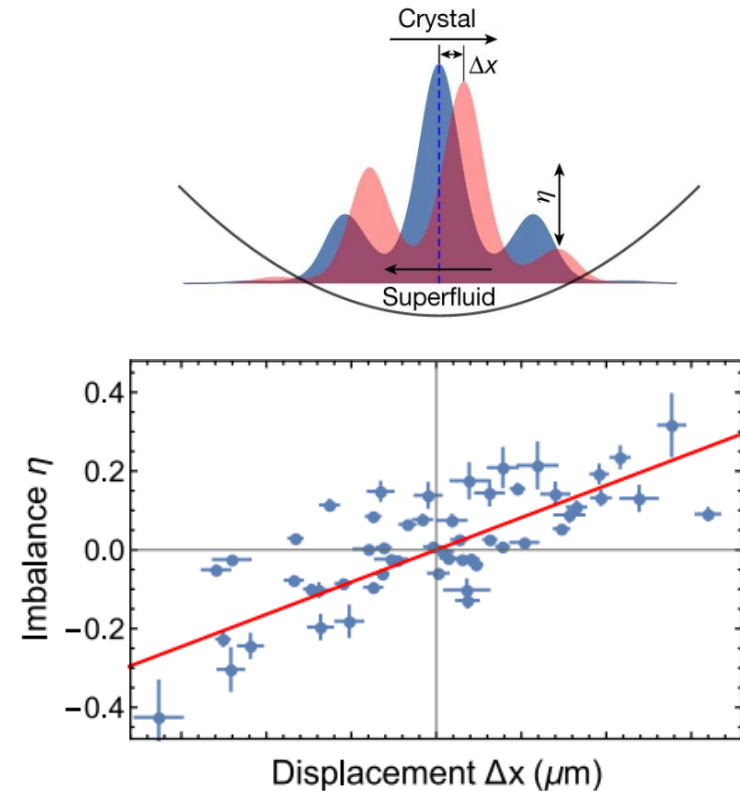 Crystal
Δx
η
Superfluid
0.4
0.2
0.0
−0.2
−0.4
Imbalance η
Displacement Δx (μm)